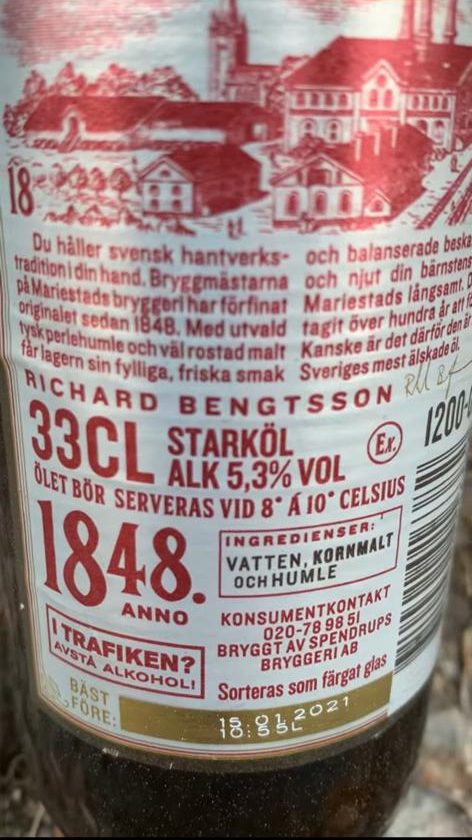 18
Du håller svensk hantverks-
tradition i din hand. Bryggmästarna
på Mariestads bryggeri har förfinat
originalet sedan 1848. Med utvald
tysk perlehumle och väl rostad malt
får lagern sin fylliga, friska smak
och balanserade beska
och njut din bärnstens
Mariestads långsamt. D
tagit över hundra år att
Kanske är det därför den är
Sveriges mest älskade öl.
RICHARD BENGTSSON
33CL
STARKÖL
ALK 5,3% VOL
Ex.
1200-
ÖLET BÖR SERVERAS VID 8° Á 10° CELSIUS
1848.
ANNO
INGREDIENSER:
VATTEN, KORNMALT
OCH HUMLE
KONSUMENTKONTAKT
020-78 98 51
BRYGGT AV SPENDRUPS
BRYGGERI AB
I TRAFIKEN?
AVSTÅ ALKOHOL!
Sorteras som färgat glas
BÄST
FÖRE:
15.01.2021
10:55L